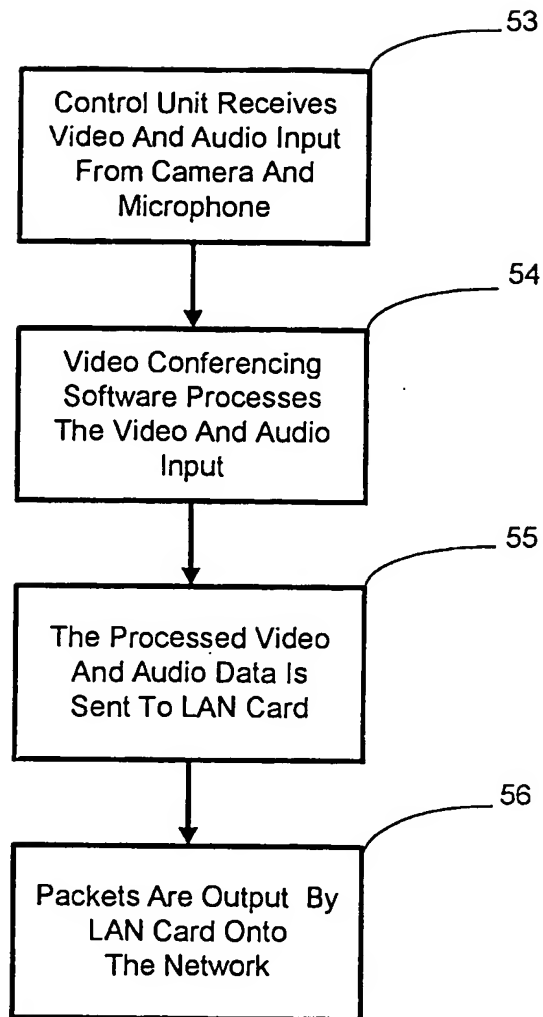 53
Control Unit Receives
Video And Audio Input
From Camera And
Microphone
54
Video Conferencing
Software Processes
The Video And Audio
Input
55
The Processed Video
And Audio Data Is
Sent To LAN Card
56
Packets Are Output By
LAN Card Onto
The Network